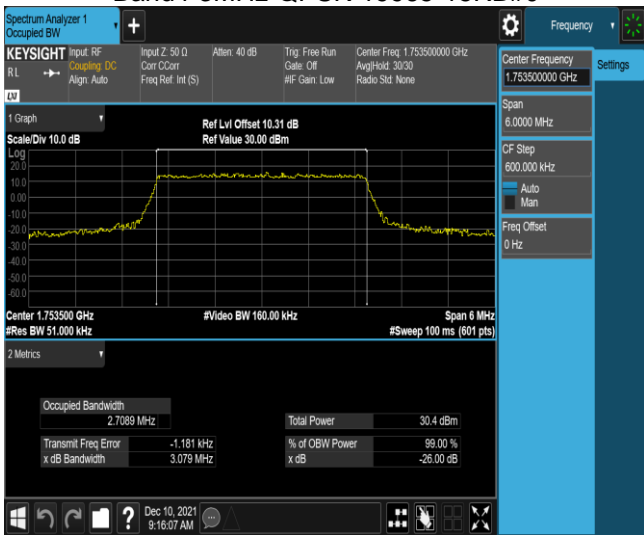 Spectrum Analyzer 1
Occupied BW
Frequency
KEYSIGHT
Input: RF
Coupling: DC
Align: Auto
Input Z: 50 Ω
Corr CCorr
Freq Ref: Int (S)
Atten: 40 dB
Trig: Free Run
Gate: Off
#IF Gain: Low
Center Freq: 1.753500000 GHz
Avg|Hold: 30/30
Radio Std: None
R L
LXI
Center Frequency
1.753500000 GHz
Settings
Span
6.0000 MHz
CF Step
600.000 kHz
Auto
Man
Freq Offset
0 Hz
1 Graph
Scale/Div 10.0 dB
Ref Lvl Offset 10.31 dB
Ref Value 30.00 dBm
Log
20.0
10.0
0.00
-10.0
-20.0
-30.0
-40.0
-50.0
-60.0
Center 1.753500 GHz
#Video BW 160.00 kHz
Span 6 MHz
#Res BW 51.000 kHz
#Sweep 100 ms (601 pts)
2 Metrics
Occupied Bandwidth
2.7089 MHz
Total Power 30.4 dBm
Transmit Freq Error -1.181 kHz
% of OBW Power 99.00 %
x dB Bandwidth 3.079 MHz
x dB -26.00 dB
?
Dec 10, 2021
9:16:07 AM